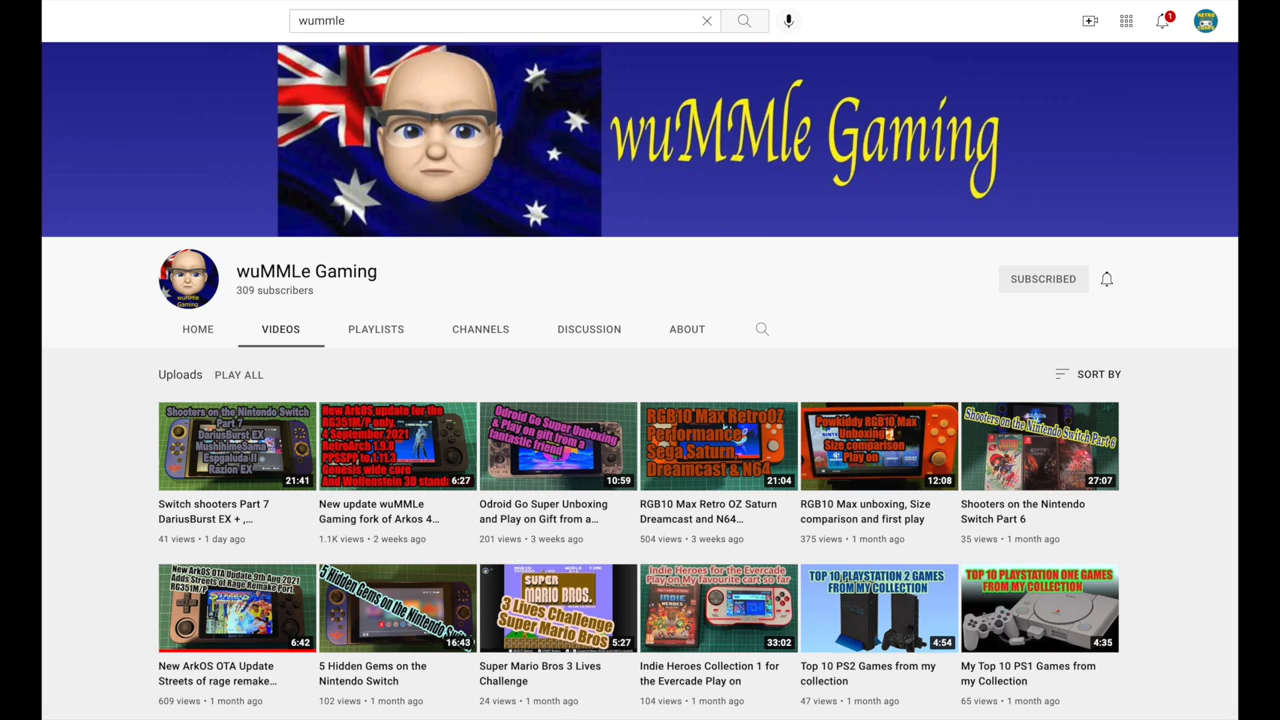 wummle
1
RETRO
wuMMle Gaming
wuMMle
Gaming
wuMMLe Gaming
309 subscribers
SUBSCRIBED
HOME
VIDEOS
PLAYLISTS
CHANNELS
DISCUSSION
ABOUT
Uploads
PLAY ALL
SORT BY
Shooters on the Nintendo Switch
Part 7
DariusBurst EX
MushihimeSama
Espgaluda II
Razion EX
21:41
New ArkOS update for the
RG351M/P only.
4 September 2021
RetroArch 1.9.8
PPSSPP to 1.11.3
Genesis wide core
And Wolfenstein 3D stand
6:27
Odroid Go Super Unboxing
& Play on gift from a
fantastic friend
10:59
RGB10 Max RetroOZ
Performance
Sega Saturn
Dreamcast & N64
21:04
Powkiddy RGB10 Max
Unboxing
Size comparison
Play on
12:08
Shooters on the Nintendo Switch Part 6
27:07
Switch shooters Part 7
DariusBurst EX + ,...
41 views • 1 day ago
New update wuMMLe
Gaming fork of Arkos 4...
1.1K views • 2 weeks ago
Odroid Go Super Unboxing
and Play on Gift from a...
201 views • 3 weeks ago
RGB10 Max Retro OZ Saturn
Dreamcast and N64...
504 views • 3 weeks ago
RGB10 Max unboxing, Size
comparison and first play
375 views • 1 month ago
Shooters on the Nintendo
Switch Part 6
35 views • 1 month ago
New ArkOS OTA Update 9th Aug 2021
Adds Streets of Rage Remake Port
RG351M/P
6:42
5 Hidden Gems on the Nintendo
16:43
SUPER
MARIO BROS.
3 Lives Challenge
Super Mario Bros
5:27
Indie Heroes for the Evercade
Play on My favourite cart so far
INDIE
HEROES
33:02
TOP 10 PLAYSTATION 2 GAMES
FROM MY COLLECTION
4:54
TOP 10 PLAYSTATION ONE GAMES
FROM MY COLLECTION
4:35
New ArkOS OTA Update
Streets of rage remake...
609 views • 1 month ago
5 Hidden Gems on the
Nintendo Switch
102 views • 1 month ago
Super Mario Bros 3 Lives
Challenge
24 views • 1 month ago
Indie Heroes Collection 1 for
the Evercade Play on
104 views • 1 month ago
Top 10 PS2 Games from my
collection
47 views • 1 month ago
My Top 10 PS1 Games from
my Collection
65 views • 1 month ago